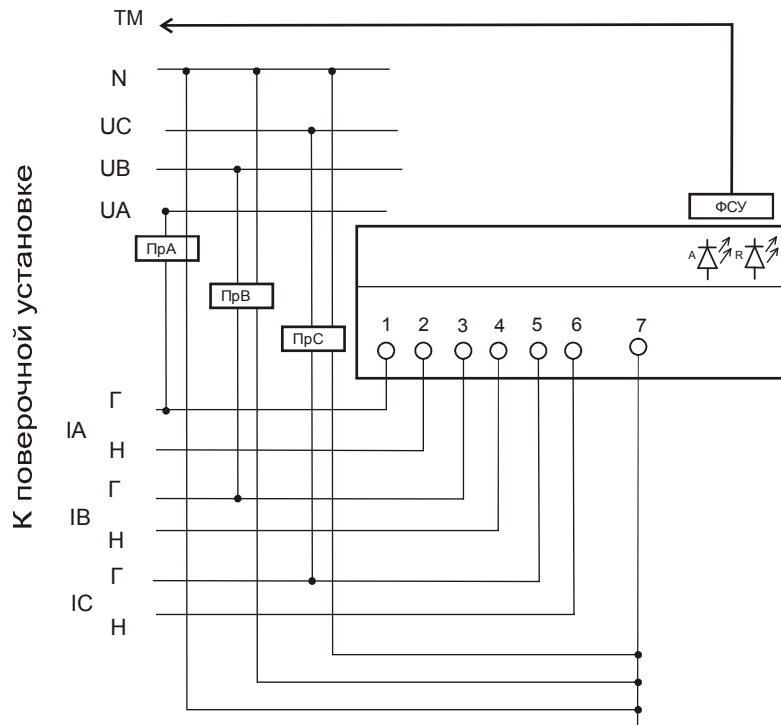 ТМ
N
UC
UB
UA
ФСУ
ПрА
A
R
ПрВ
ПрС
1 2 3 4 5 6 7
К поверочной установке
Г
IA
Н
Г
IB
Н
Г
IC
Н